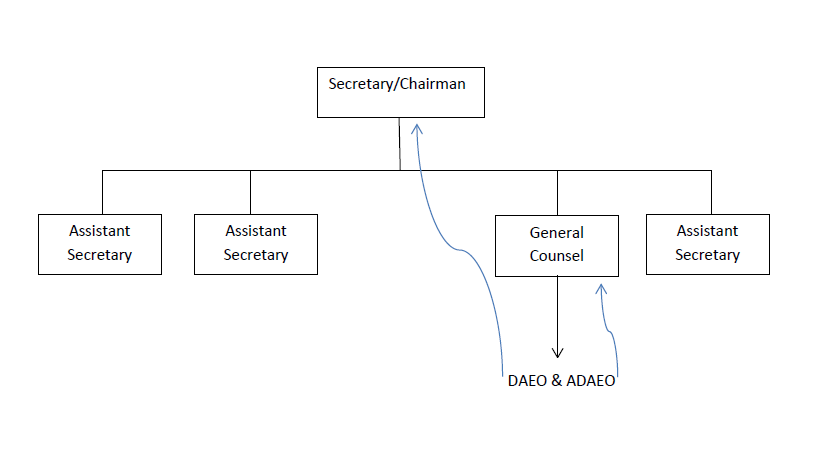 Secretary/Chairman
Assistant
Secretary
Assistant
Secretary
General
Counsel
Assistant
Secretary
DAEO & ADAEO